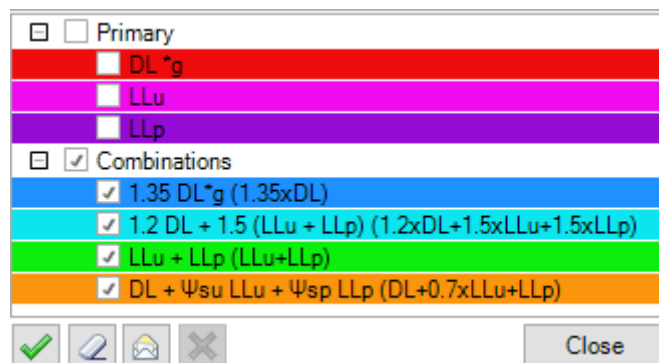 Primary
DL *g
LLu
LLp
Combinations
1.35 DL*g (1.35xDL)
1.2 DL + 1.5 (LLu + LLp) (1.2xDL+1.5xLLu+1.5xLLp)
LLu + LLp (LLu+LLp)
DL + Ψsu LLu + Ψsp LLp (DL+0.7xLLu+LLp)
Close